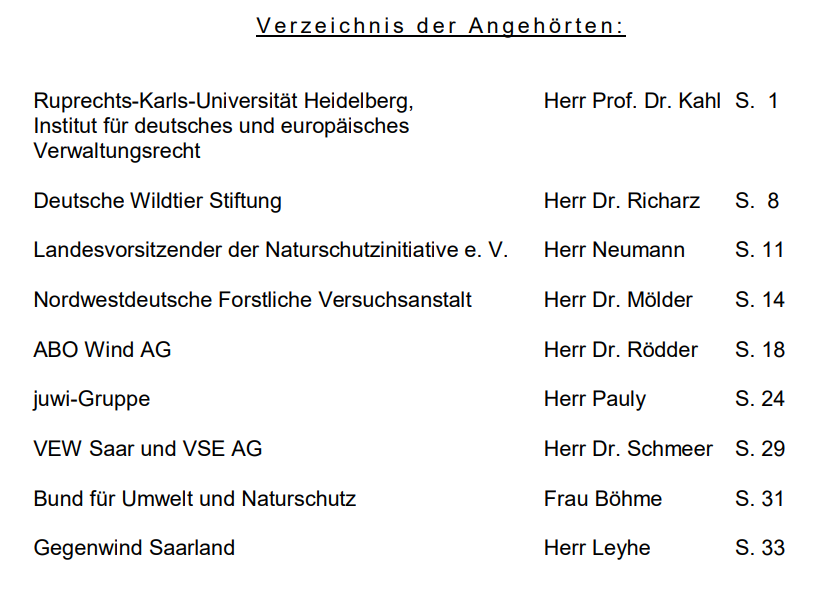 Verzeichnis der Angehörten:
Ruprechts-Karls-Universität Heidelberg, Herr Prof. Dr. Kahl S. 1
Institut für deutsches und europäisches
Verwaltungsrecht
Deutsche Wildtier Stiftung Herr Dr. Richarz S. 8
Landesvorsitzender der Naturschutzinitiative e. V. Herr Neumann S. 11
Nordwestdeutsche Forstliche Versuchsanstalt Herr Dr. Mölder S. 14
ABO Wind AG Herr Dr. Rödder S. 18
juwi-Gruppe Herr Pauly S. 24
VEW Saar und VSE AG Herr Dr. Schmeer S. 29
Bund für Umwelt und Naturschutz Frau Böhme S. 31
Gegenwind Saarland Herr Leyhe S. 33